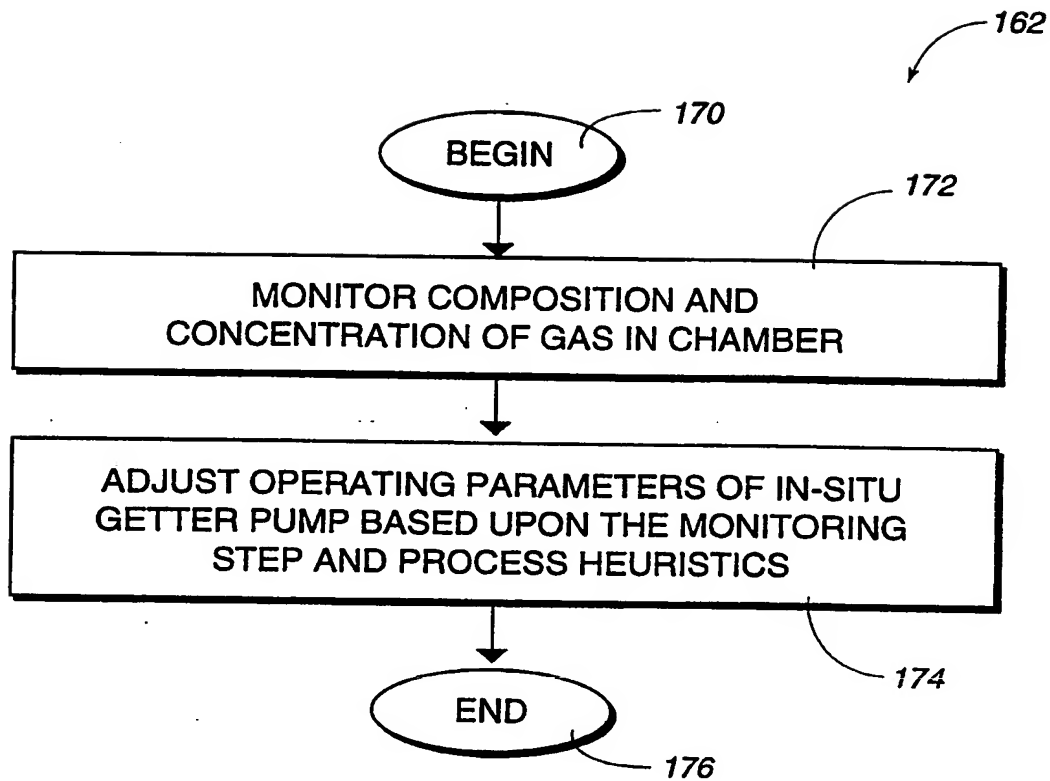 162
170
BEGIN
172
MONITOR COMPOSITION AND
CONCENTRATION OF GAS IN CHAMBER
ADJUST OPERATING PARAMETERS OF IN-SITU
GETTER PUMP BASED UPON THE MONITORING
STEP AND PROCESS HEURISTICS
174
END
176